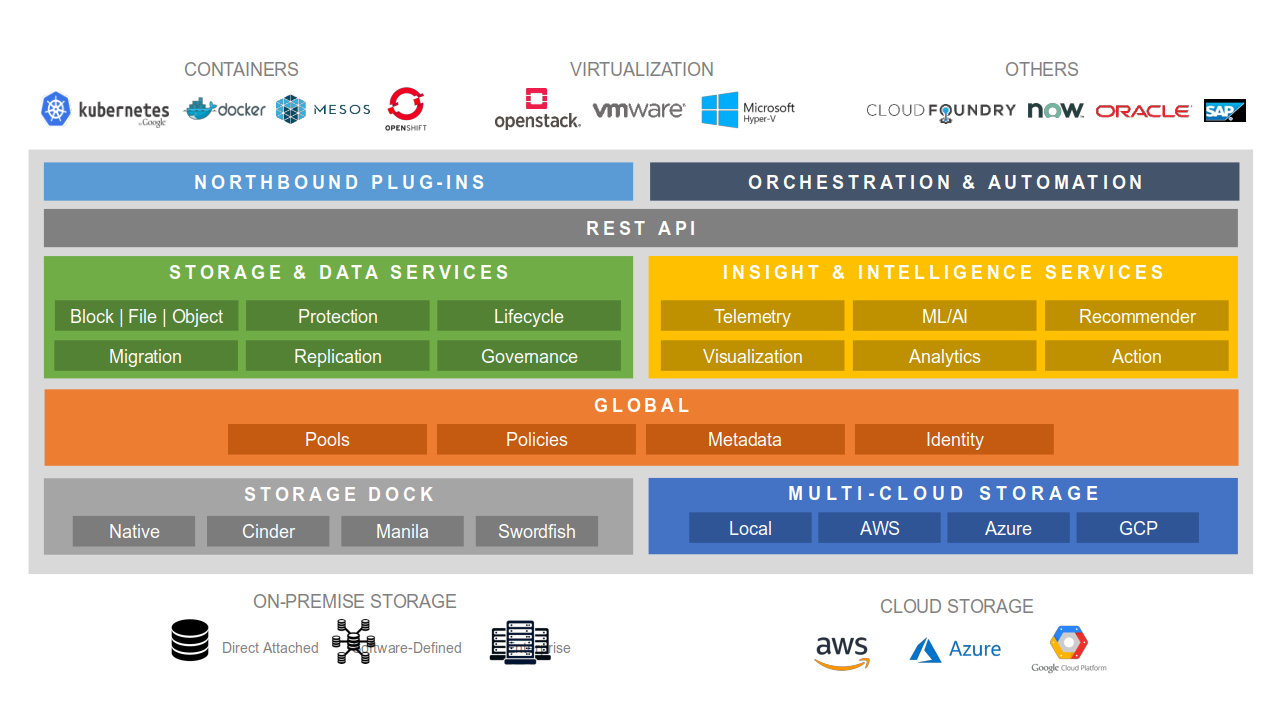 CONTAINERS
VIRTUALIZATION
OTHERS
kubernetes
by Google
docker
MESOS
OPENSHIFT
openstack.
vmware
Microsoft
Hyper-V
CLOUD FOUNDRY
now
ORACLE
SAP
NORTHBOUND PLUG-INS
ORCHESTRATION & AUTOMATION
REST API
STORAGE & DATA SERVICES
Block | File | Object
Protection
Lifecycle
Migration
Replication
Governance
INSIGHT & INTELLIGENCE SERVICES
Telemetry
ML/AI
Recommender
Visualization
Analytics
Action
GLOBAL
Pools
Policies
Metadata
Identity
STORAGE DOCK
Native
Cinder
Manila
Swordfish
MULTI-CLOUD STORAGE
Local
AWS
Azure
GCP
ON-PREMISE STORAGE
Direct Attached
Software-Defined
CLOUD STORAGE
aws
Azure
Google Cloud Platform